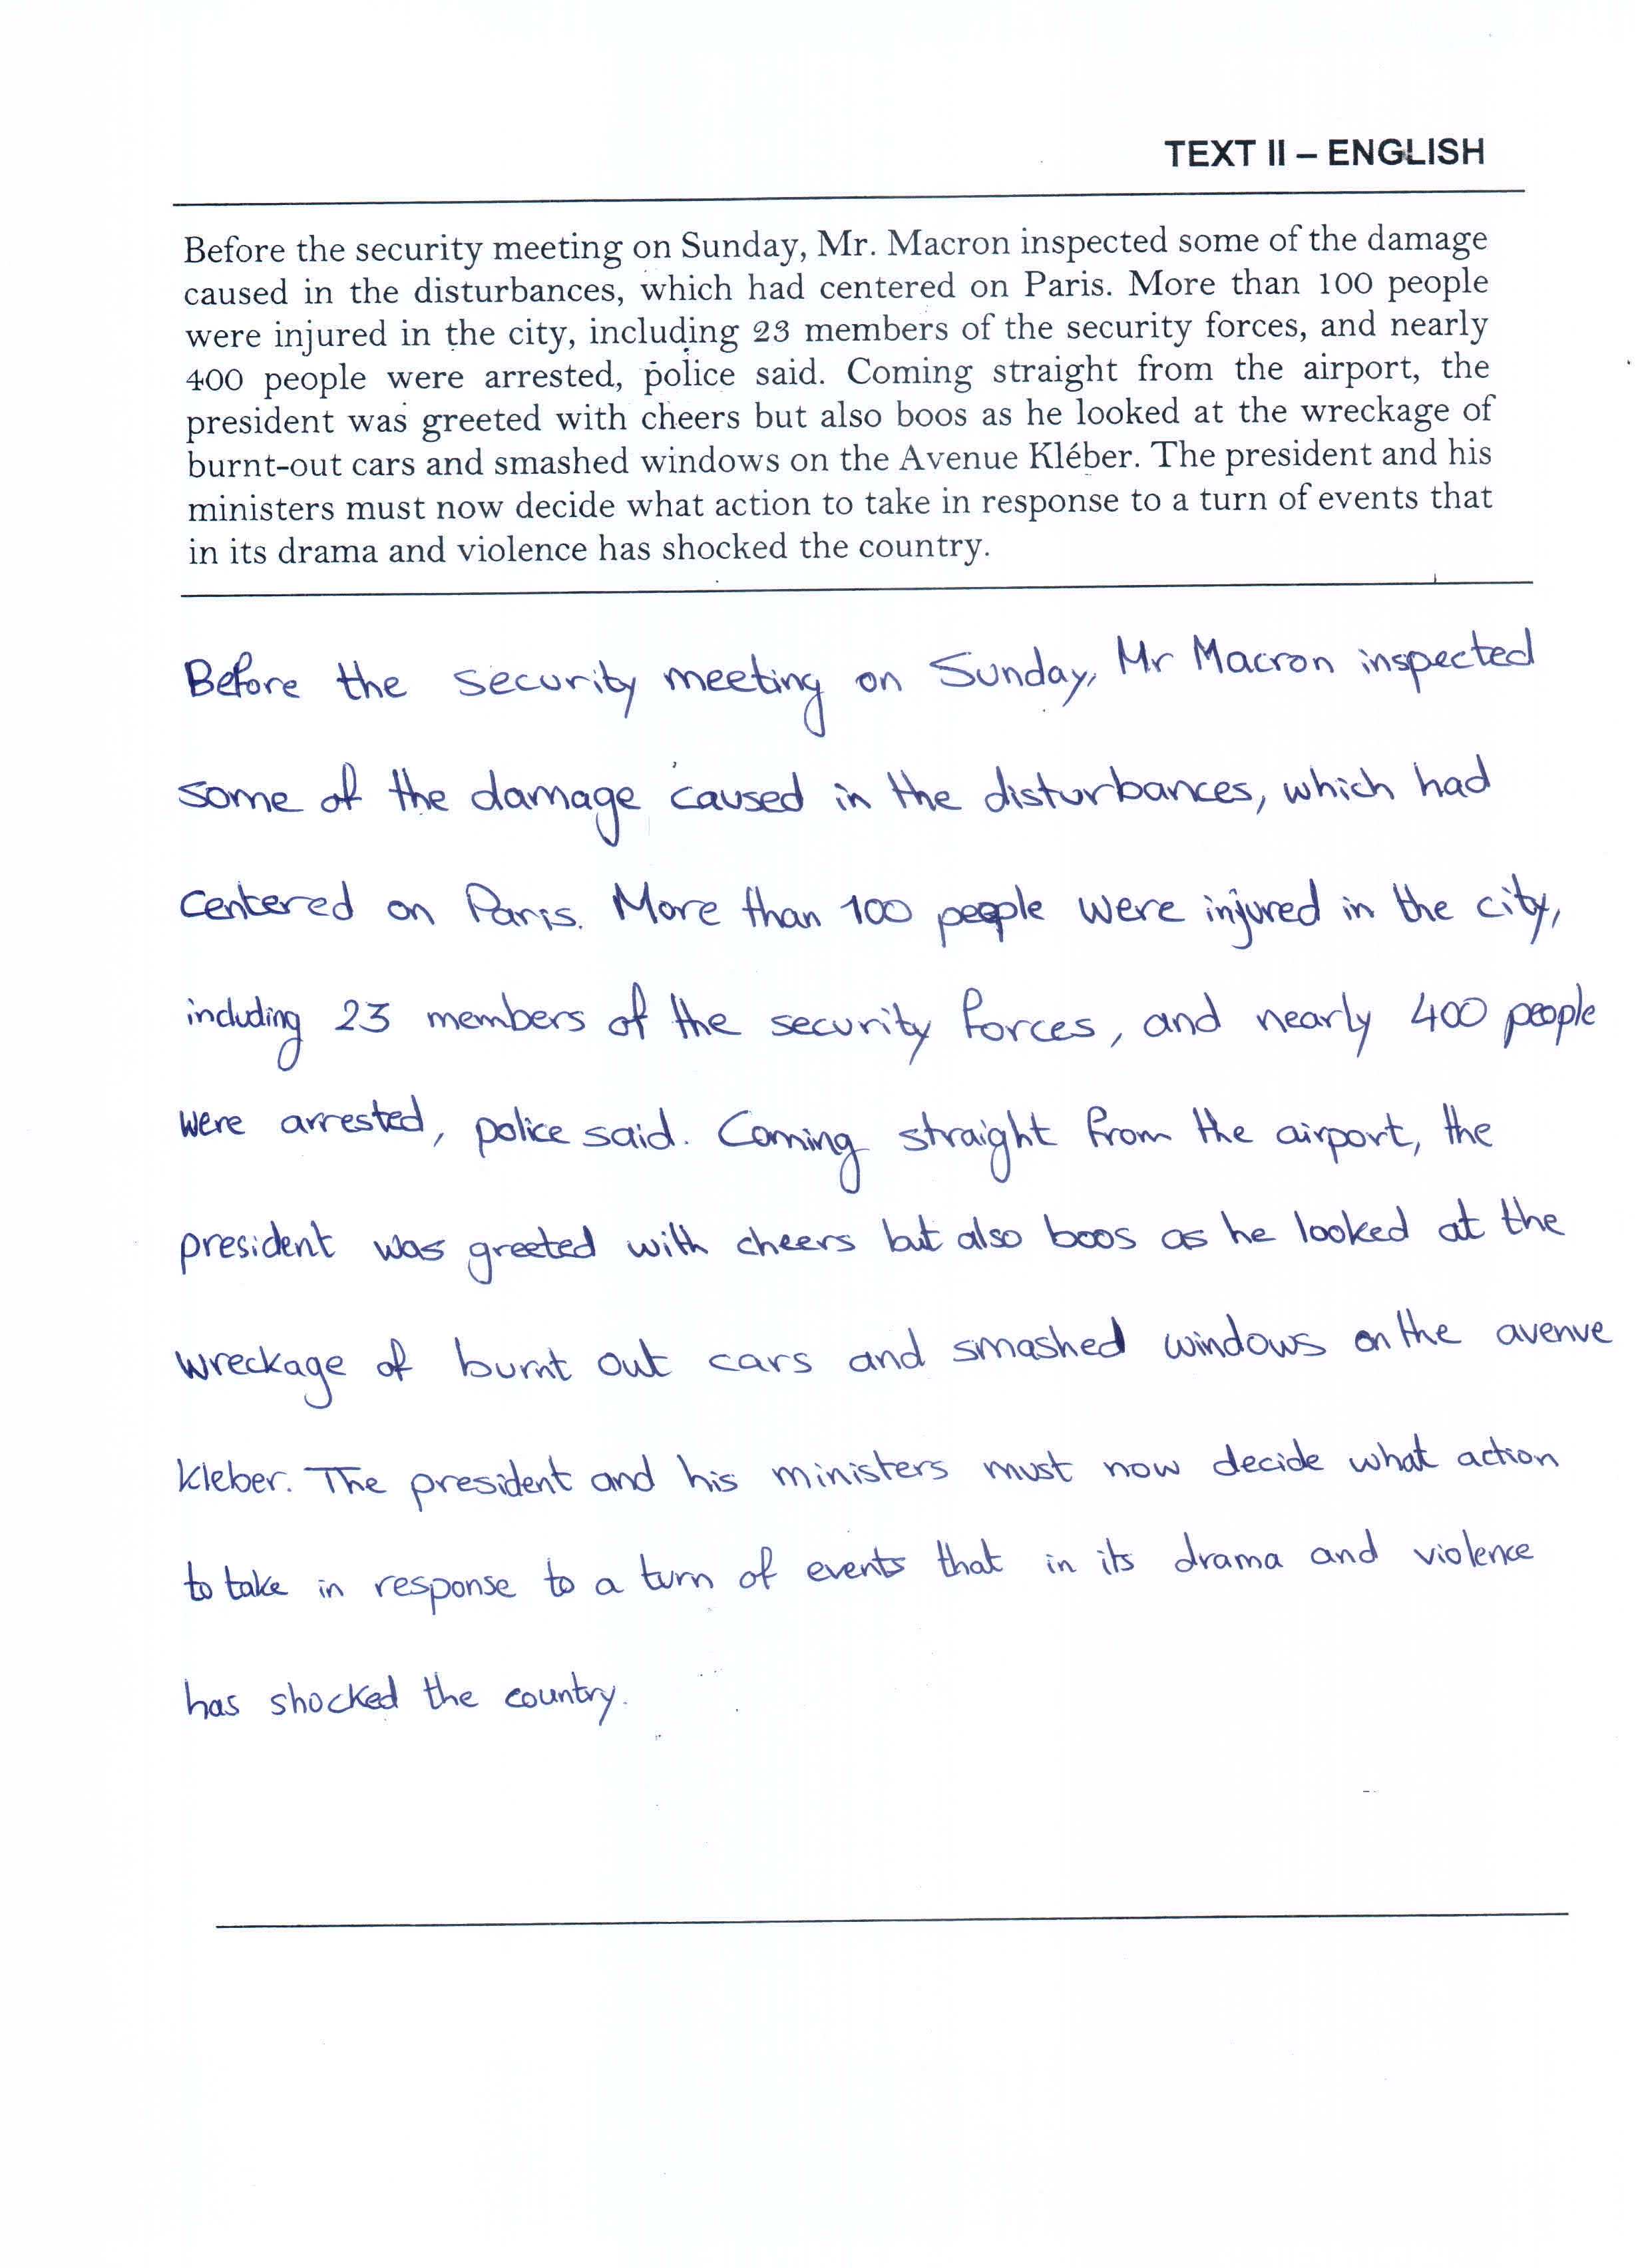 TEXT II – ENGLISH
Before the security meeting on Sunday, Mr. Macron inspected some of the damage
caused in the disturbances, which had centered on Paris. More than 100 people
were injured in the city, including 23 members of the security forces, and nearly
400 people were arrested, police said. Coming straight from the airport, the
president was greeted with cheers but also boos as he looked at the wreckage of
burnt-out cars and smashed windows on the Avenue Kléber. The president and his
ministers must now decide what action to take in response to a turn of events that
in its drama and violence has shocked the country.
Before the security meeting on Sunday, Mr Macron inspected
some of the damage caused in the disturbances, which had
centered on Paris. More than 100 people were injured in the city,
including 23 members of the security forces, and nearly 400 people
were arrested, police said. Coming straight from the airport, the
president was greeted with cheers but also boos as he looked at the
wreckage of burnt out cars and smashed windows on the avenue
Kleber. The president and his ministers must now decide what action
to take in response to a turn of events that in its drama and violence
has shocked the country.